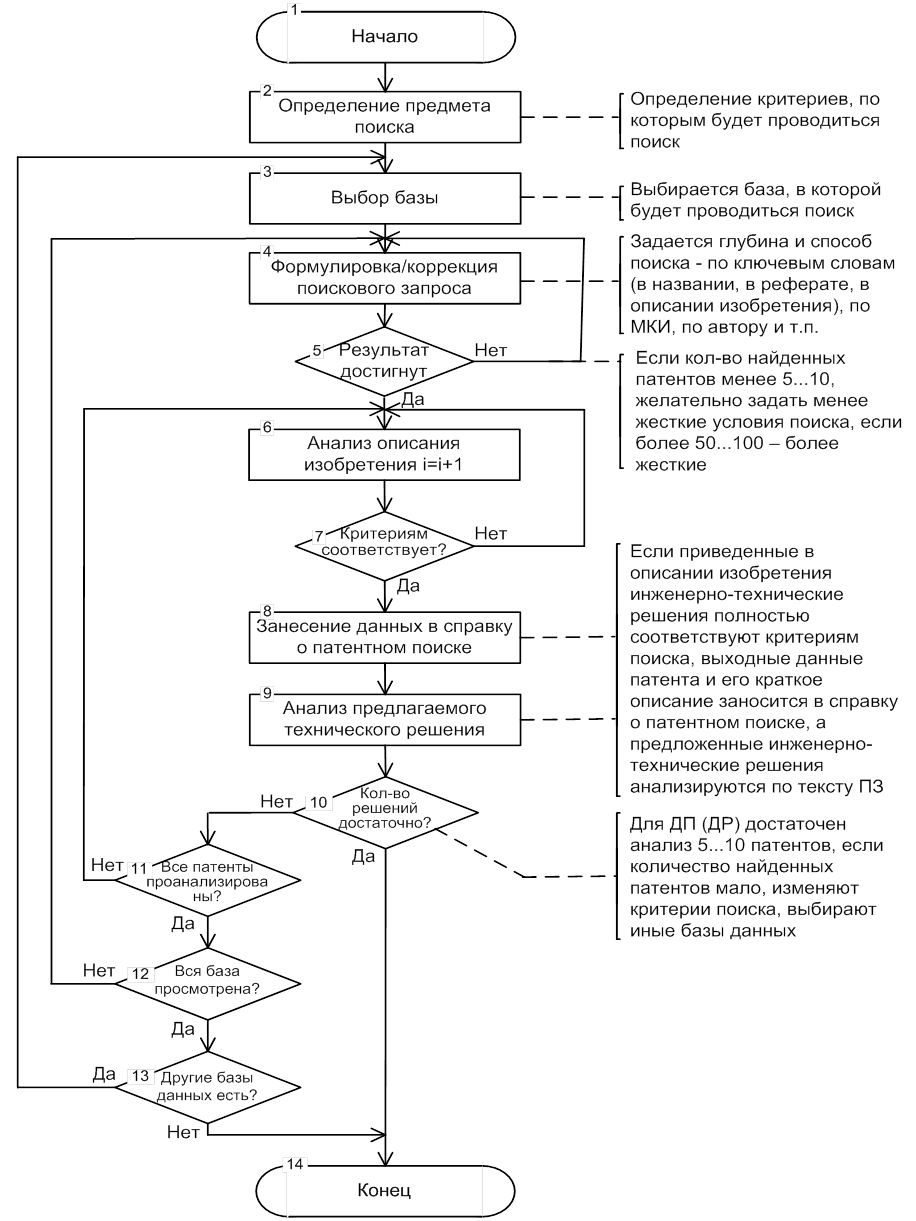 1
Начало
2
Определение предмета
поиска
Определение критериев, по
которым будет проводиться
поиск
3
Выбор базы
Выбирается база, в которой
будет проводиться поиск
4
Формулировка/коррекция
поискового запроса
Задается глубина и способ
поиска - по ключевым словам
(в названии, в реферате, в
описании изобретения), по
МКИ, по автору и т.п.
5
Результат
достигнут
Нет
Да
Если кол-во найденных
патентов менее 5...10,
желательно задать менее
жесткие условия поиска, если
более 50...100 – более
жесткие
6
Анализ описания
изобретения i=i+1
7
Критериям
соответствует?
Нет
Да
8
Занесение данных в справку
о патентном поиске
9
Анализ предлагаемого
технического решения
Если приведенные в
описании изобретения
инженерно-технические
решения полностью
соответствуют критериям
поиска, выходные данные
патента и его краткое
описание заносится в справку
о патентном поиске, а
предложенные инженерно-
технические решения
анализируются по тексту ПЗ
10
Кол-во
решений
достаточно?
Нет
Да
Для ДП (ДР) достаточен
анализ 5...10 патентов, если
количество найденных
патентов мало, изменяют
критерии поиска, выбирают
иные базы данных
11
Все патенты
проанализирова
ны?
Нет
Да
12
Вся база
просмотрена?
Нет
Да
13
Другие базы
данных есть?
Да
Нет
14
Конец